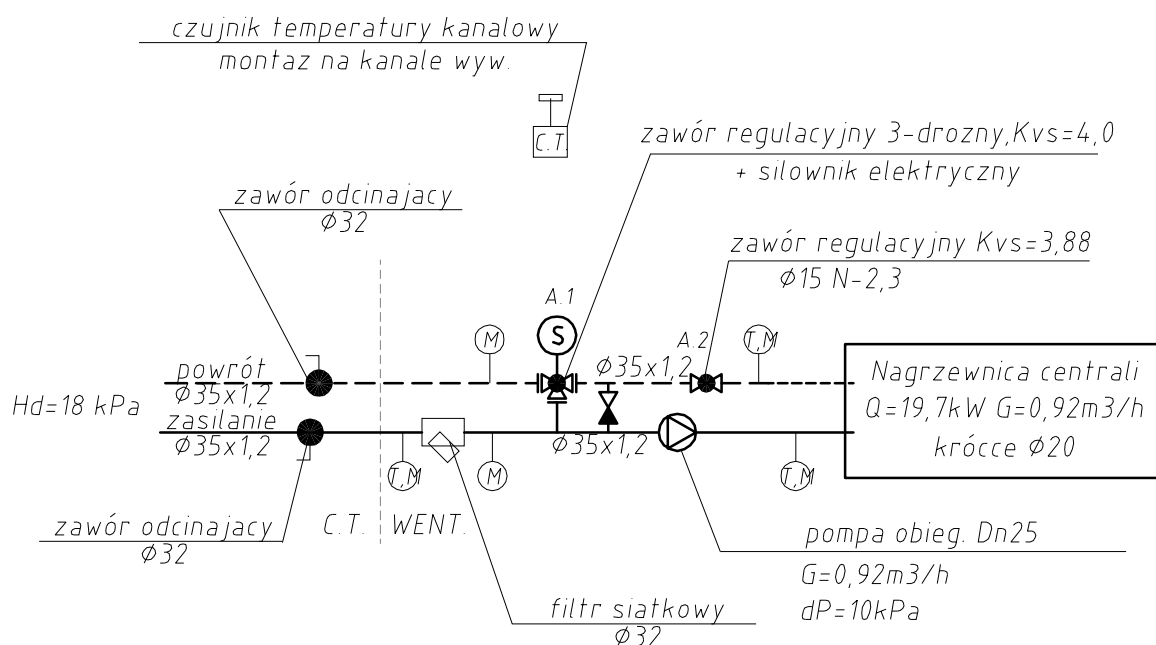 czujnik temperatury kanalowy
montaz na kanale wyw.
C.T.
zawór regulacyjny 3-drozny,Kvs=4,0
+ silownik elektryczny
zawór odcinajacy
Ø32
zawór regulacyjny Kvs=3,88
Ø15 N-2,3
A.1
S
M
A.2
T,M
powrót
Ø35x1,2
Ø35x1,2
Hd=18 kPa
zasilanie
Ø35x1,2
Ø35x1,2
Nagrzewnica centrali
Q=19,7kW G=0,92m3/h
krócce Ø20
T,M
M
T,M
zawór odcinajacy
Ø32
C.T.
WENT.
pompa obieg. Dn25
G=0,92m3/h
dP=10kPa
filtr siatkowy
Ø32